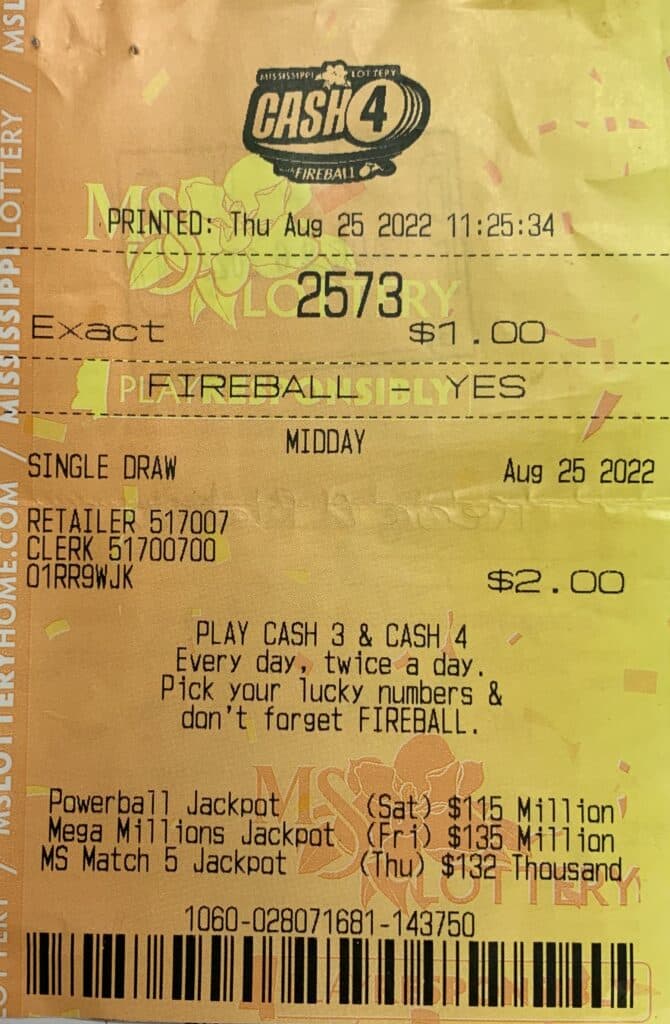 MISSISSIPPI LOTTERY
CASH 4
FIREBALL
PRINTED: Thu Aug 25 2022 11:25:34
MS LOTTERY
2573
Exact $1.00
PLAY RESPONSIBLY
FIREBALL - YES
MIDDAY
SINGLE DRAW Aug 25 2022
RETAILER 517007
CLERK 51700700
01RR9WJK $2.00
PLAY CASH 3 & CASH 4
Every day, twice a day.
Pick your lucky numbers &
don't forget FIREBALL.
Powerball Jackpot (Sat) $115 Million
Mega Millions Jackpot (Fri) $135 Million
MS Match 5 Jackpot (Thu) $132 Thousand
MS LOTTERY
1060-028071681-143750
PLAY RESPONSIBLY
LOTTERY / MSLOTTERYHOME.COM / MISSISSIPPI LOTTERY / MSL